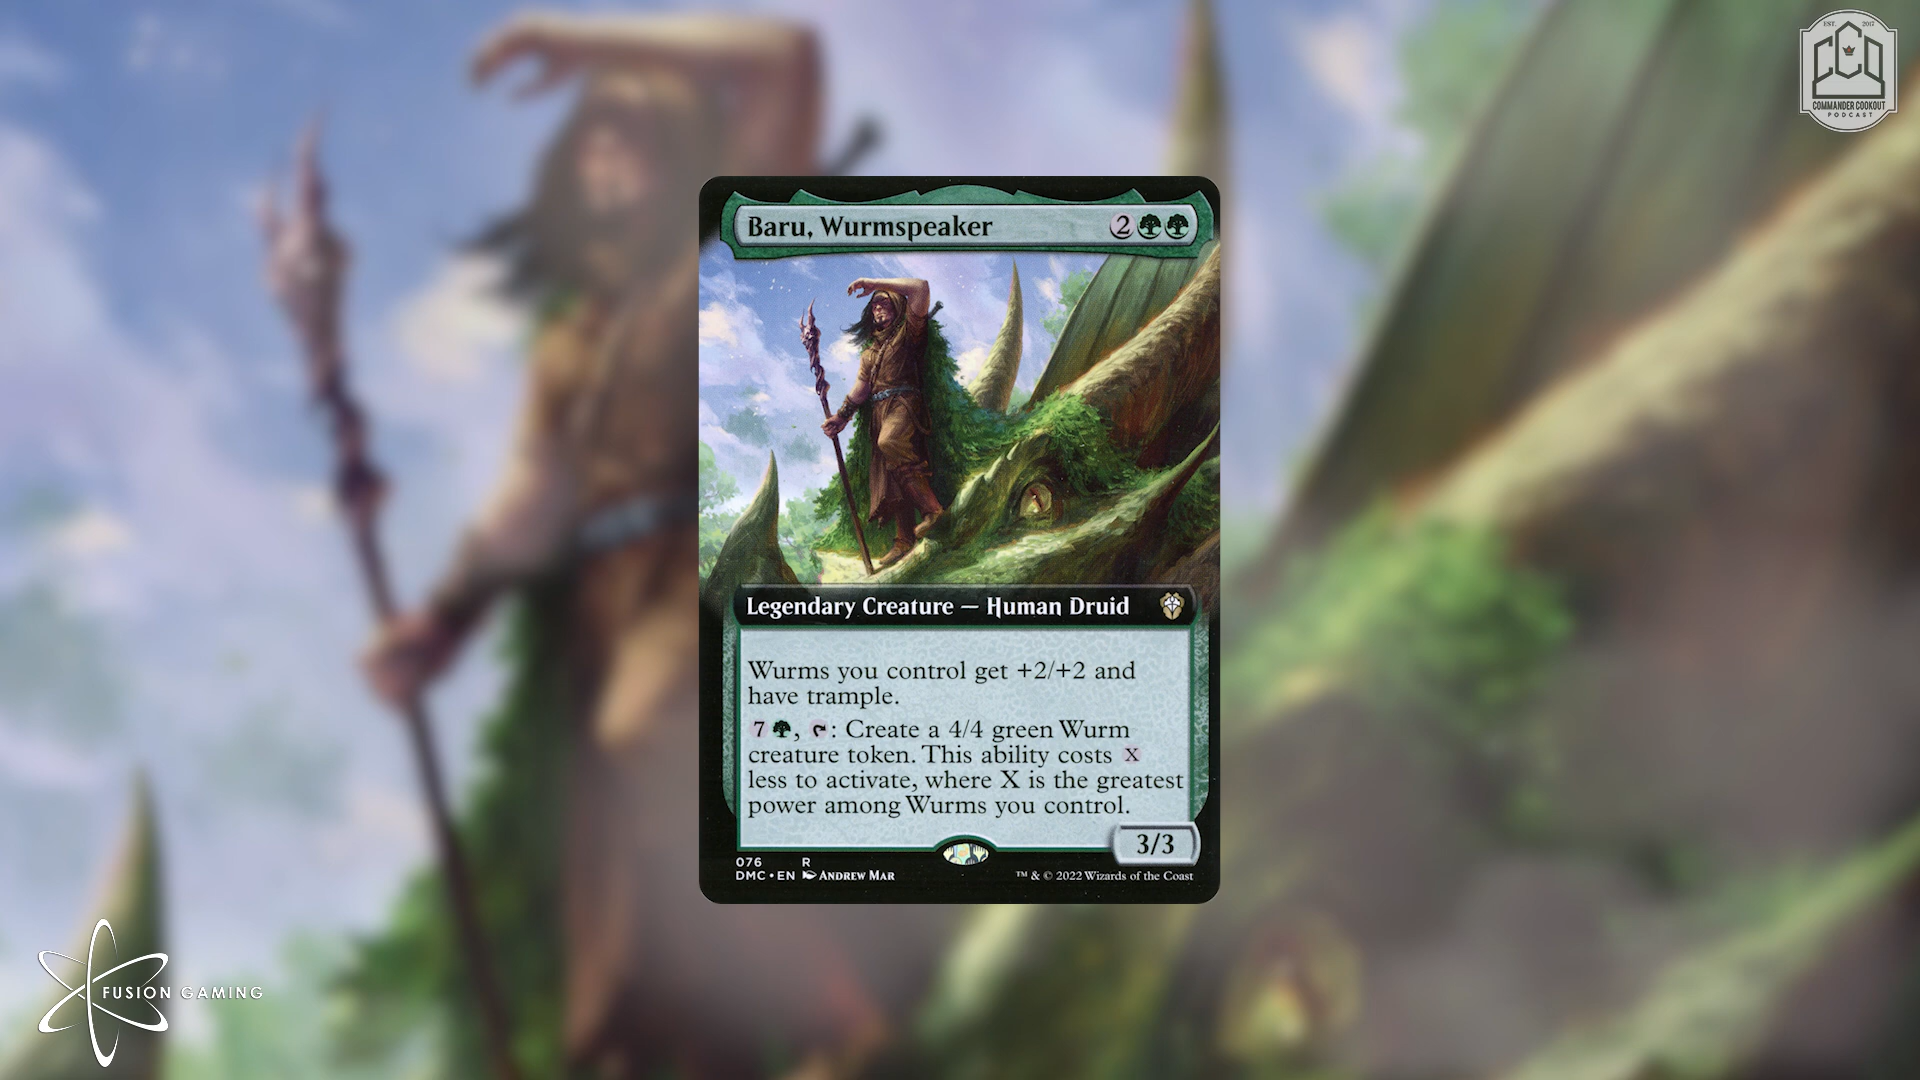 EST. 2017
CCO
COMMANDER COOKOUT
PODCAST
Baru, Wurmspeaker 2
Legendary Creature — Human Druid
Wurms you control get +2/+2 and
have trample.
7 , : Create a 4/4 green Wurm
creature token. This ability costs X
less to activate, where X is the greatest
power among Wurms you control.
3/3
076 R
DMC • EN ANDREW MAR
™ & © 2022 Wizards of the Coast
FUSION GAMING